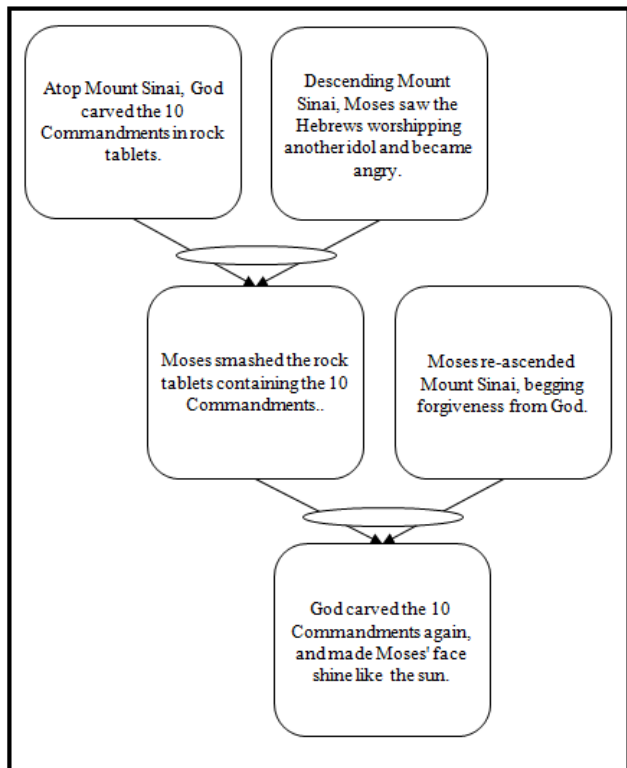 Atop Mount Sinai, God
carved the 10
Commandments in rock
tablets.
Descending Mount
Sinai, Moses saw the
Hebrews worshipping
another idol and became
angry.
Moses smashed the rock
tablets containing the 10
Commandments..
Moses re-ascended
Mount Sinai, begging
forgiveness from God.
God carved the 10
Commandments again,
and made Moses' face
shine like the sun.